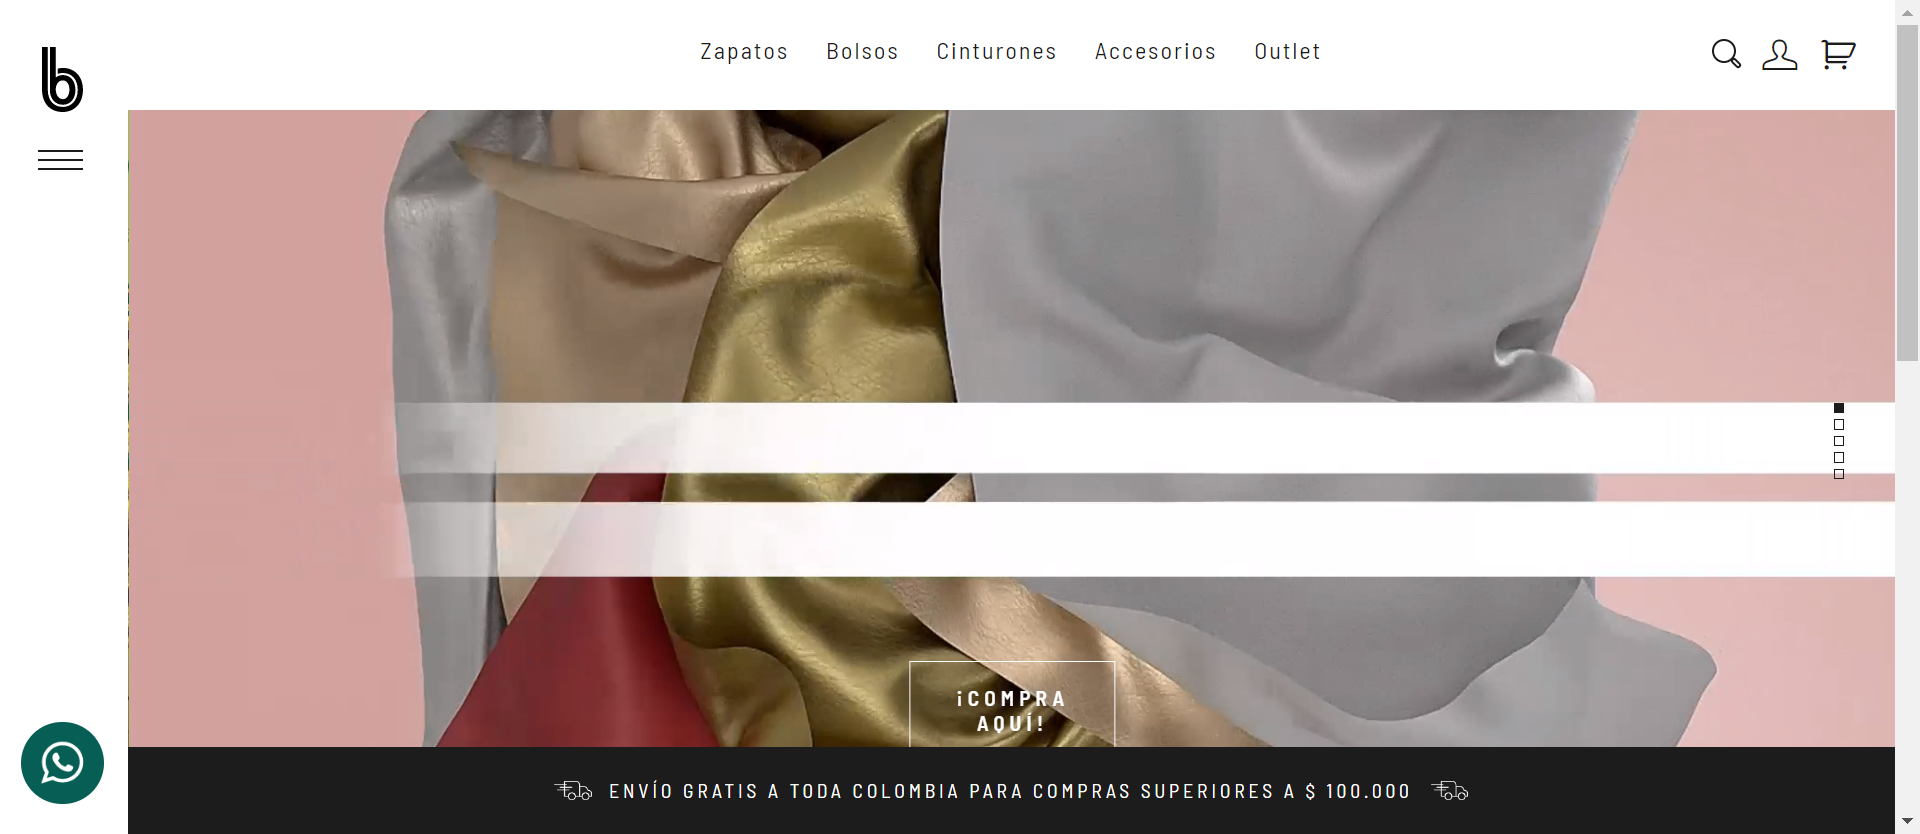 b
Zapatos Bolsos Cinturones Accesorios Outlet
¡COMPRA
AQUÍ!
ENVÍO GRATIS A TODA COLOMBIA PARA COMPRAS SUPERIORES A $ 100.000